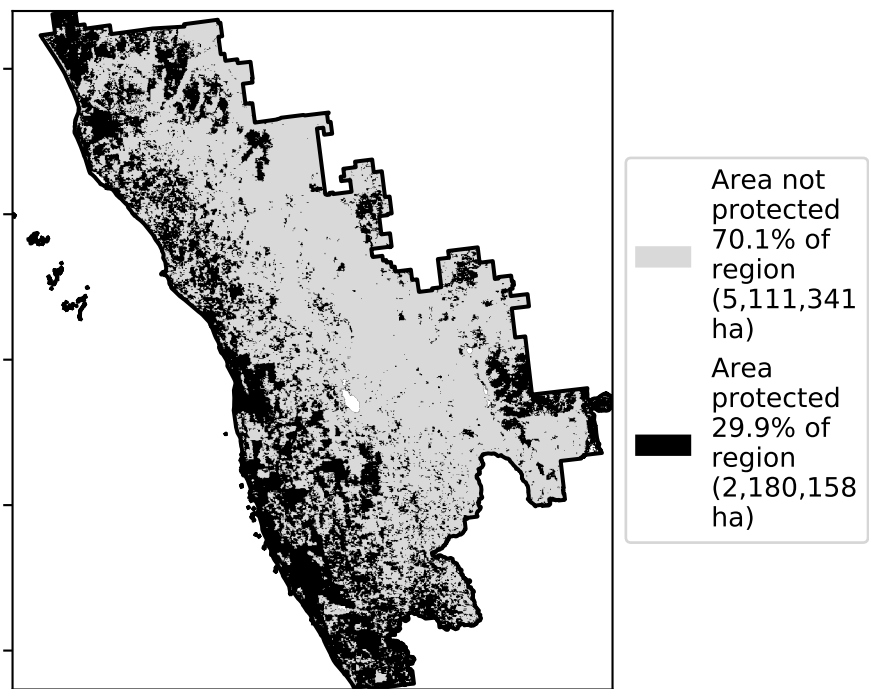 Area not
protected
70.1% of
region
(5,111,341
ha)
Area
protected
29.9% of
region
(2,180,158
ha)